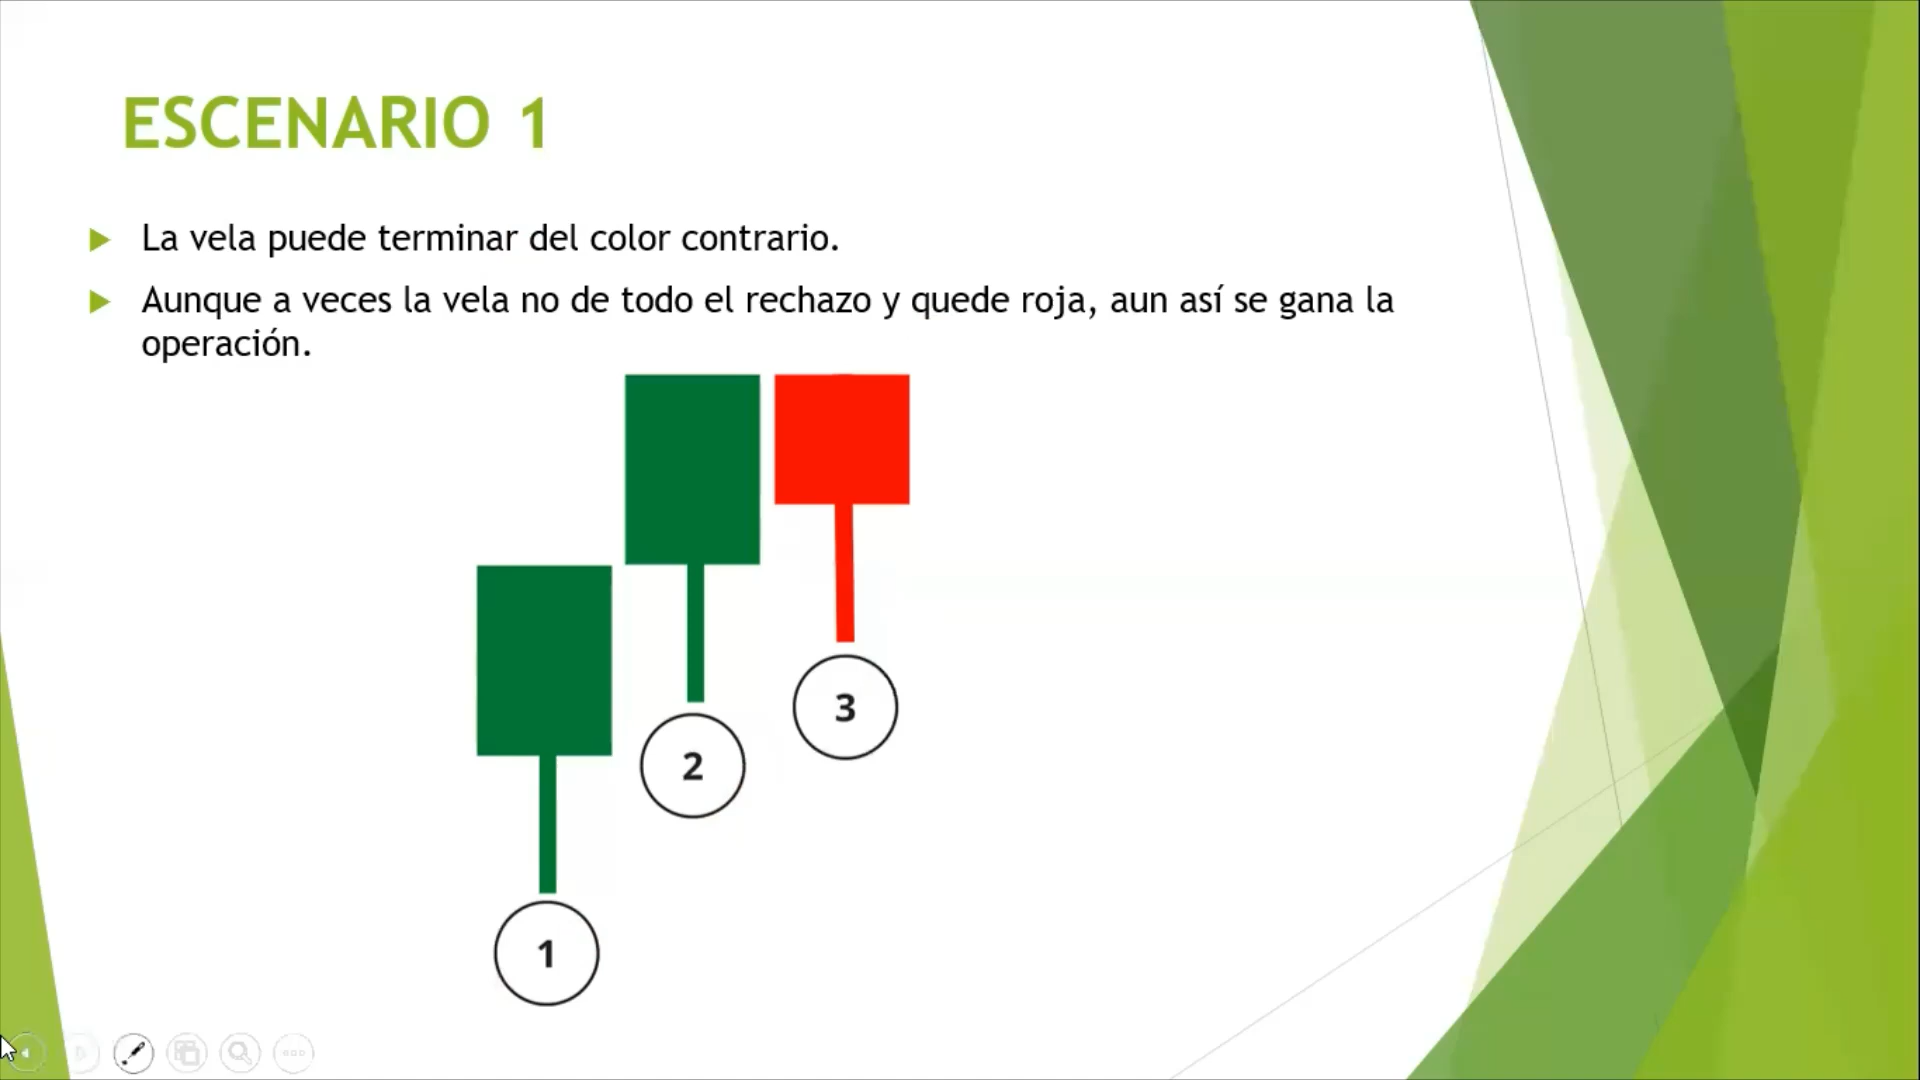 ESCENARIO 1
La vela puede terminar del color contrario.
Aunque a veces la vela no de todo el rechazo y quede roja, aun así se gana la
operación.
3
2
1